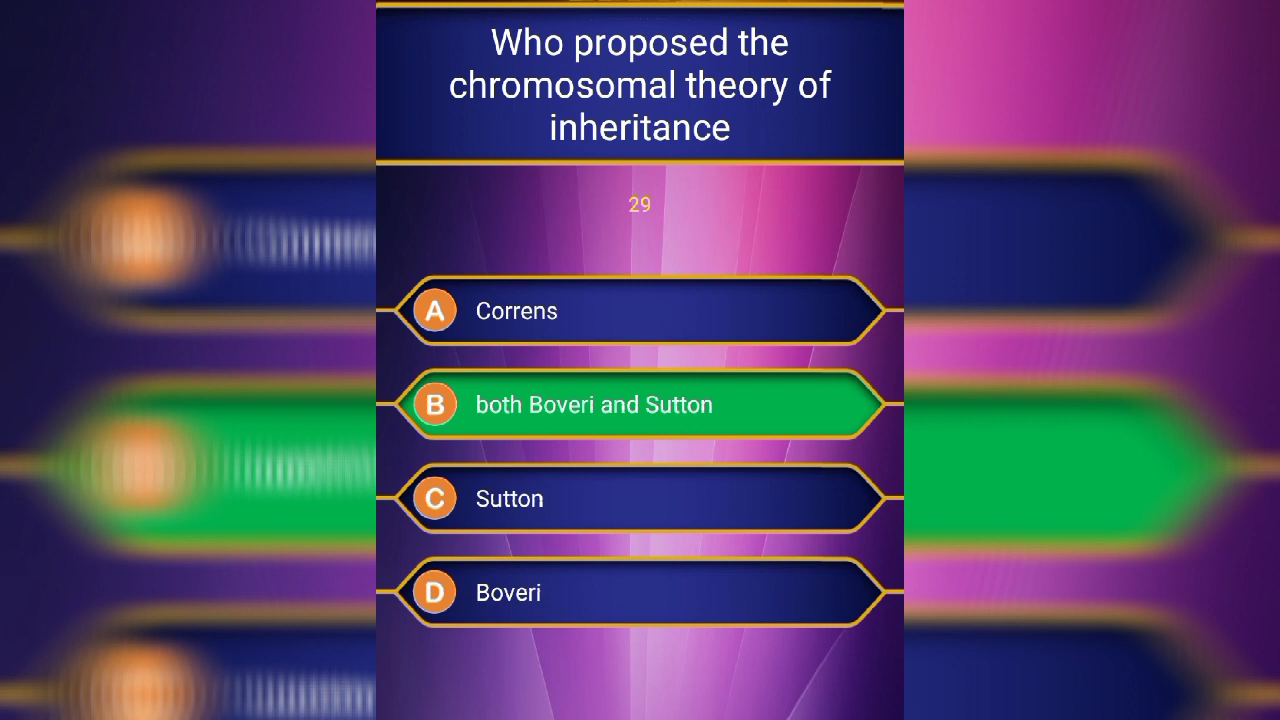 Who proposed the
chromosomal theory of
inheritance
29
A Correns
B both Boveri and Sutton
C Sutton
D Boveri